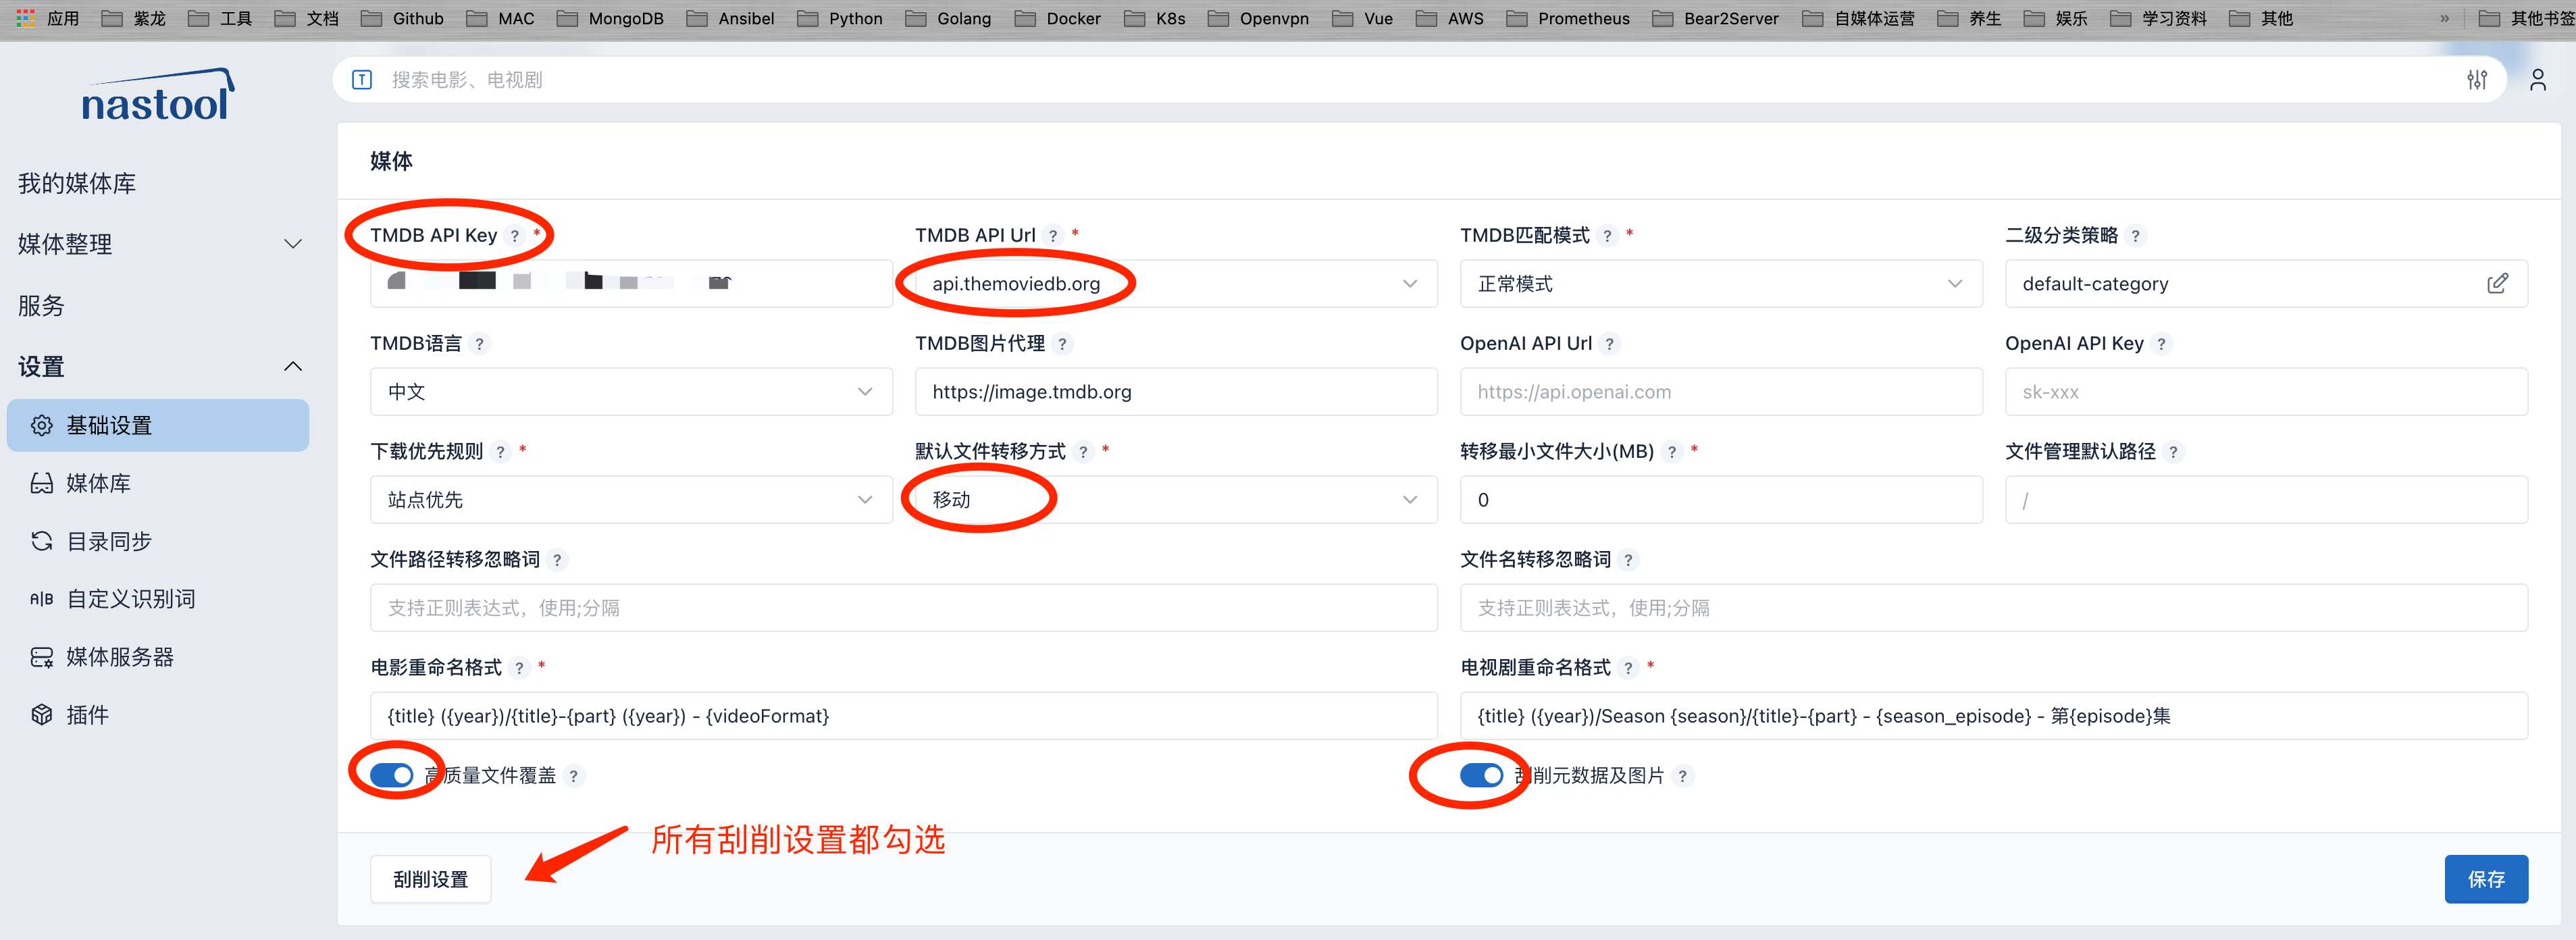 应用 紫龙 工具 文档 Github MAC MongoDB Ansibel Python Golang Docker K8s Openvpn Vue AWS Prometheus Bear2Server 自媒体运营 养生 娱乐 学习资料 其他 » 其他书签
nastool
搜索电影、电视剧
我的媒体库
媒体整理
服务
设置
基础设置
媒体库
目录同步
A|B 自定义识别词
媒体服务器
插件
媒体
TMDB API Key ? * TMDB API Url ? * TMDB匹配模式 ? * 二级分类策略 ?
api.themoviedb.org 正常模式 default-category
TMDB语言 ? TMDB图片代理 ? OpenAI API Url ? OpenAI API Key ?
中文 https://image.tmdb.org https://api.openai.com sk-xxx
下载优先规则 ? * 默认文件转移方式 ? * 转移最小文件大小(MB) ? * 文件管理默认路径 ?
站点优先 移动 0 /
文件路径转移忽略词 ? 文件名转移忽略词 ?
支持正则表达式，使用;分隔 支持正则表达式，使用;分隔
电影重命名格式 ? * 电视剧重命名格式 ? *
{title} ({year})/{title}-{part} ({year}) - {videoFormat} {title} ({year})/Season {season}/{title}-{part} - {season_episode} - 第{episode}集
高质量文件覆盖 ? 刮削元数据及图片 ?
所有刮削设置都勾选
刮削设置 保存